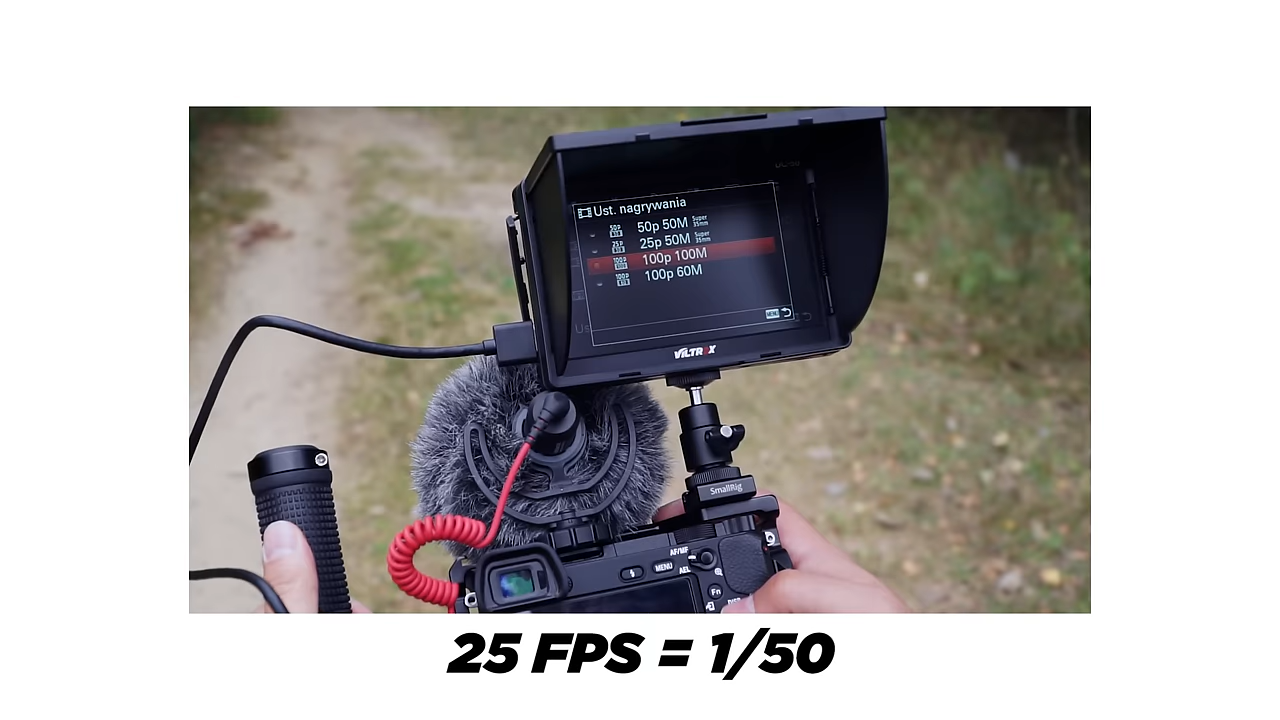 Ust. nagrywania
50p 50M Super 35mm
25p 50M Super 35mm
100p 100M
100p 60M
MENU
VILTROX
SmallRig
AF/MF
MENU
AEL
Fn
25 FPS = 1/50